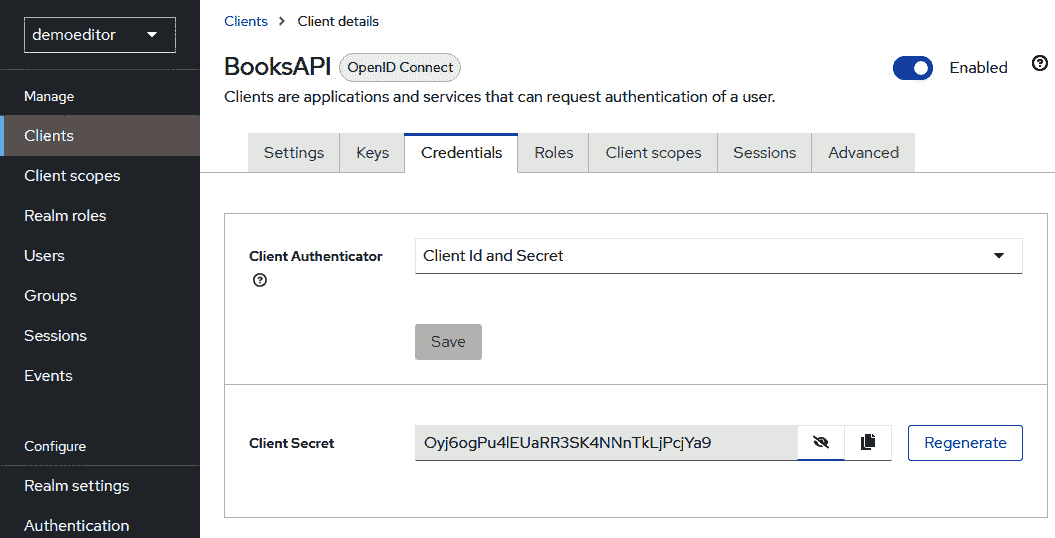 demoeditor
Manage
Clients
Client scopes
Realm roles
Users
Groups
Sessions
Events
Configure
Realm settings
Authentication
Clients > Client details
BooksAPI OpenID Connect
Enabled
Clients are applications and services that can request authentication of a user.
Settings Keys Credentials Roles Client scopes Sessions Advanced
Client Authenticator
Client Id and Secret
Save
Client Secret
Oyj6ogPu4lEUaRR3SK4NNnTkLjPcjYa9
Regenerate